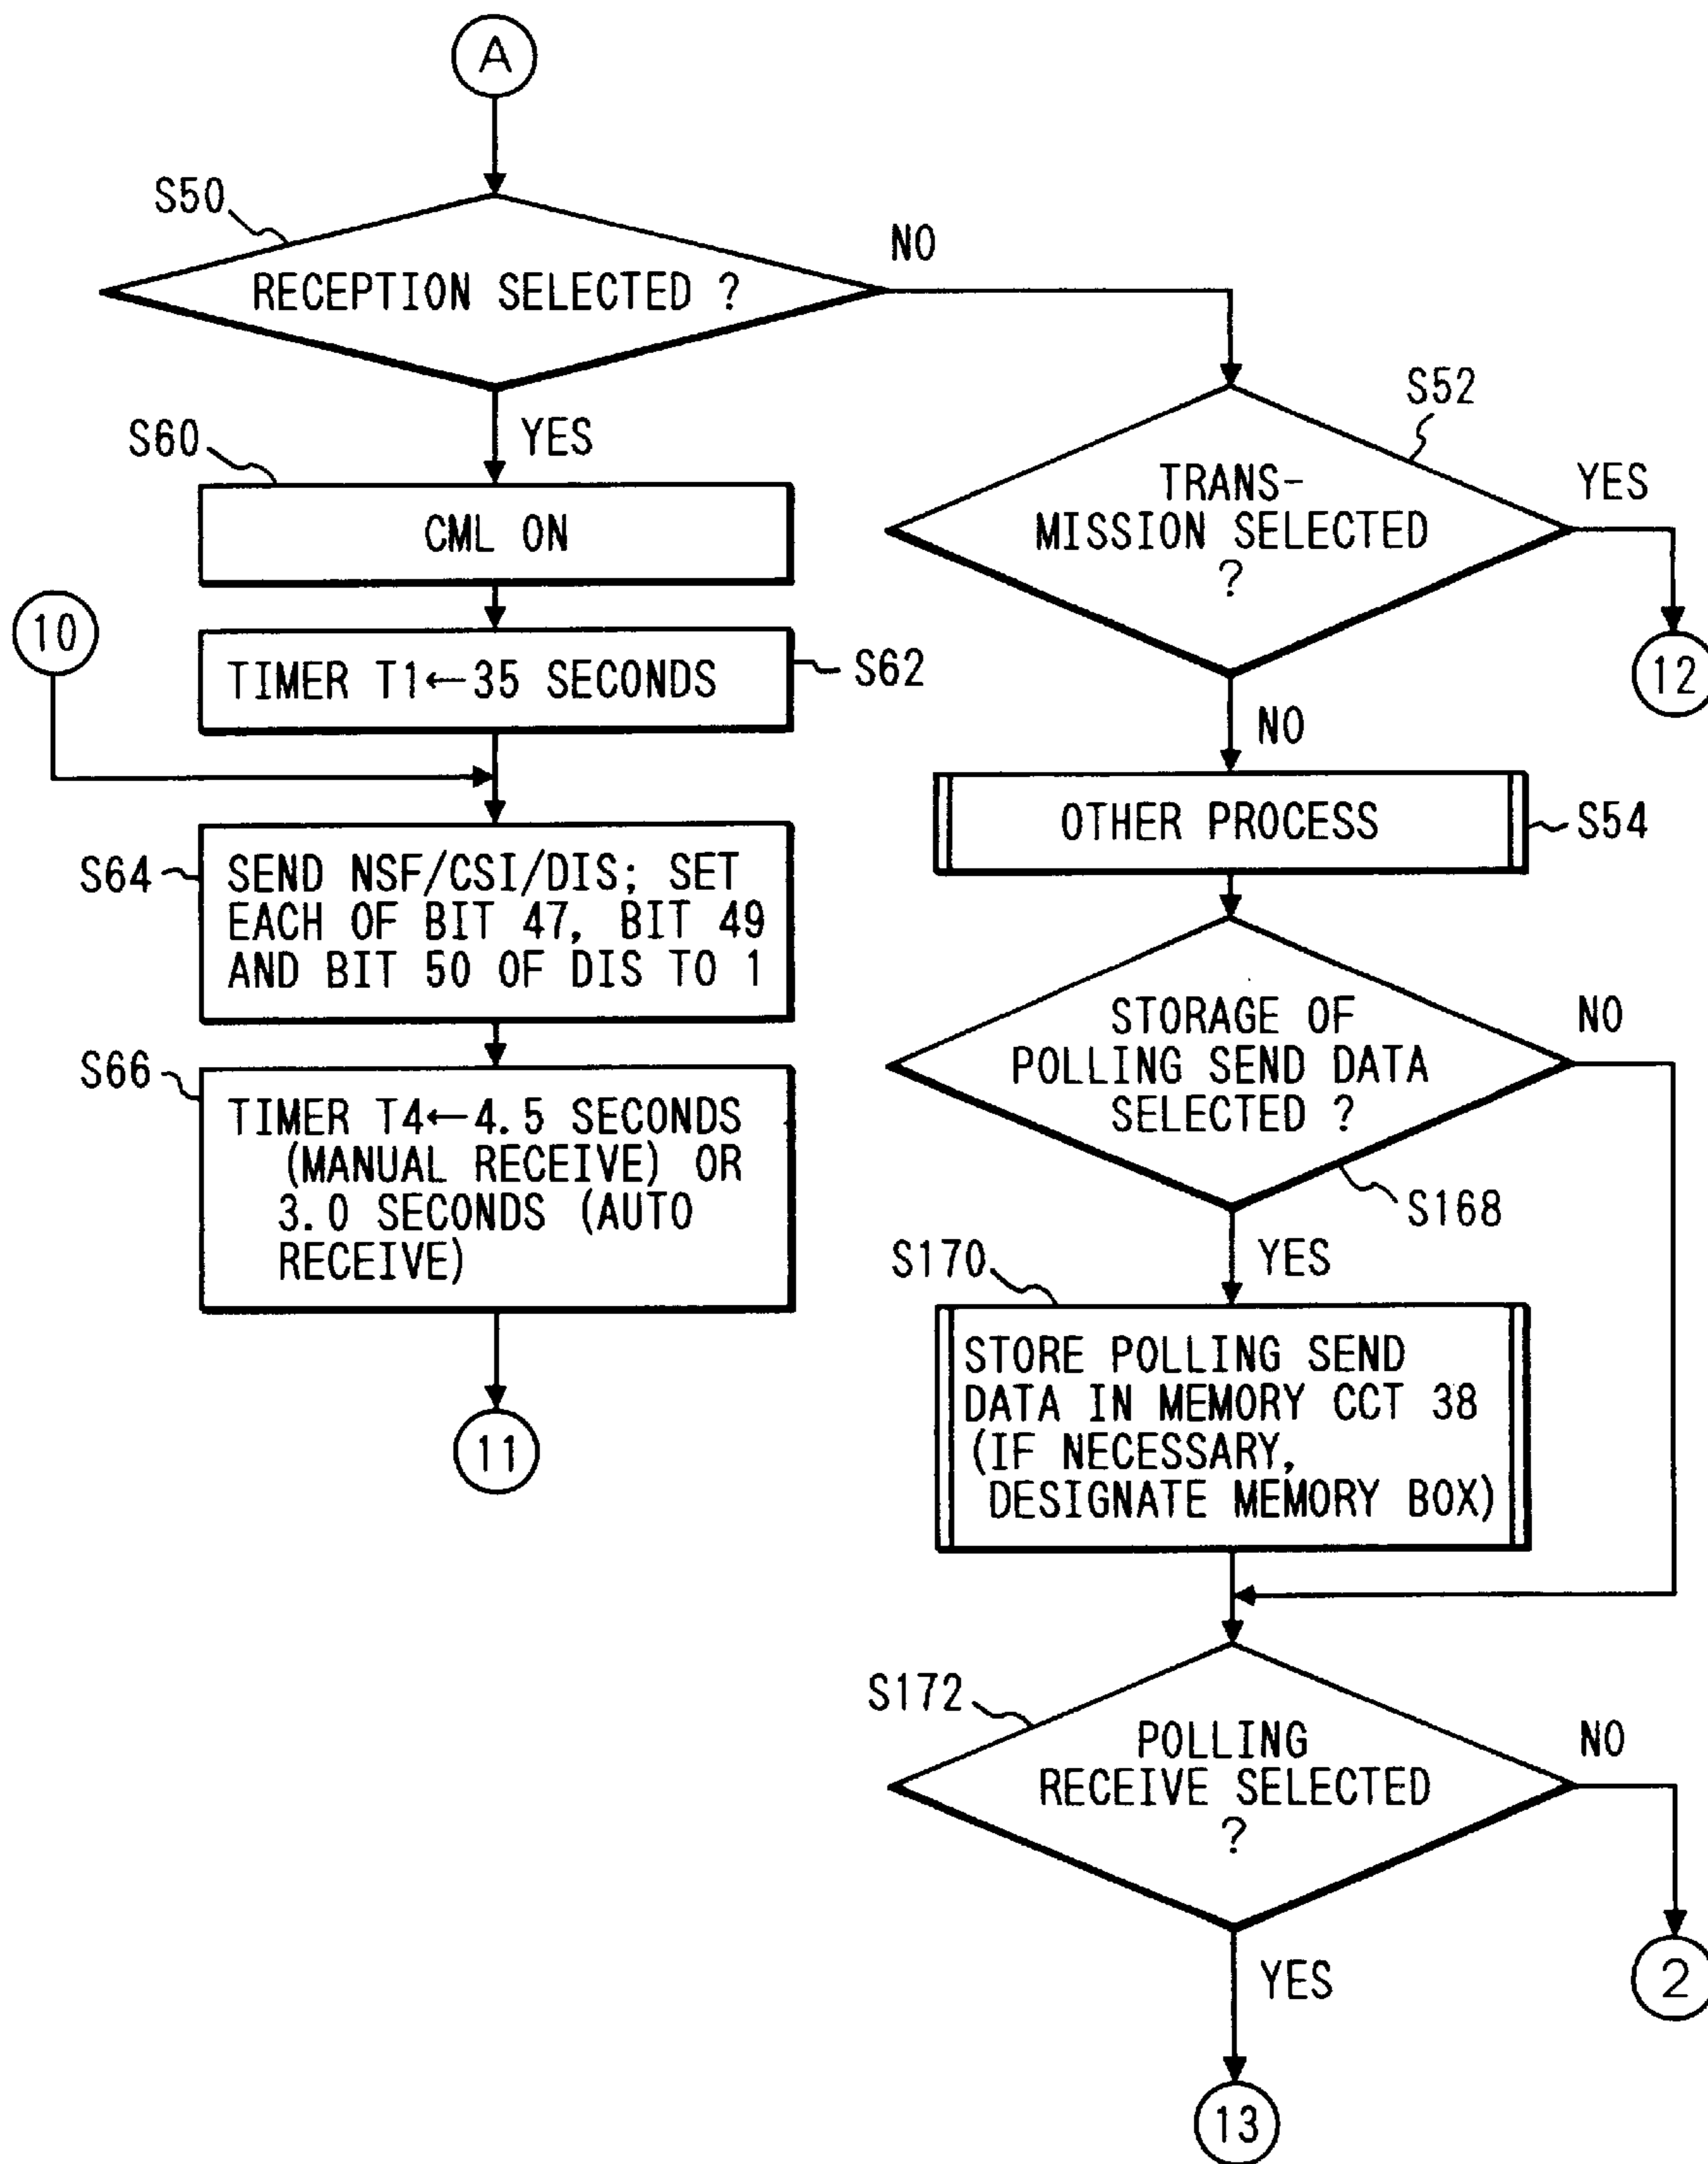 A
S50
RECEPTION SELECTED ?
NO
YES
S60
CML ON
10
TIMER T1←35 SECONDS
S62
S64
SEND NSF/CSI/DIS; SET
EACH OF BIT 47, BIT 49
AND BIT 50 OF DIS TO 1
S66
TIMER T4←4.5 SECONDS
(MANUAL RECEIVE) OR
3.0 SECONDS (AUTO
RECEIVE)
11
S52
TRANS-
MISSION SELECTED
?
YES
12
NO
OTHER PROCESS
S54
STORAGE OF
POLLING SEND DATA
SELECTED ?
NO
S168
YES
S170
STORE POLLING SEND
DATA IN MEMORY CCT 38
(IF NECESSARY,
DESIGNATE MEMORY BOX)
S172
POLLING
RECEIVE SELECTED
?
NO
2
YES
13